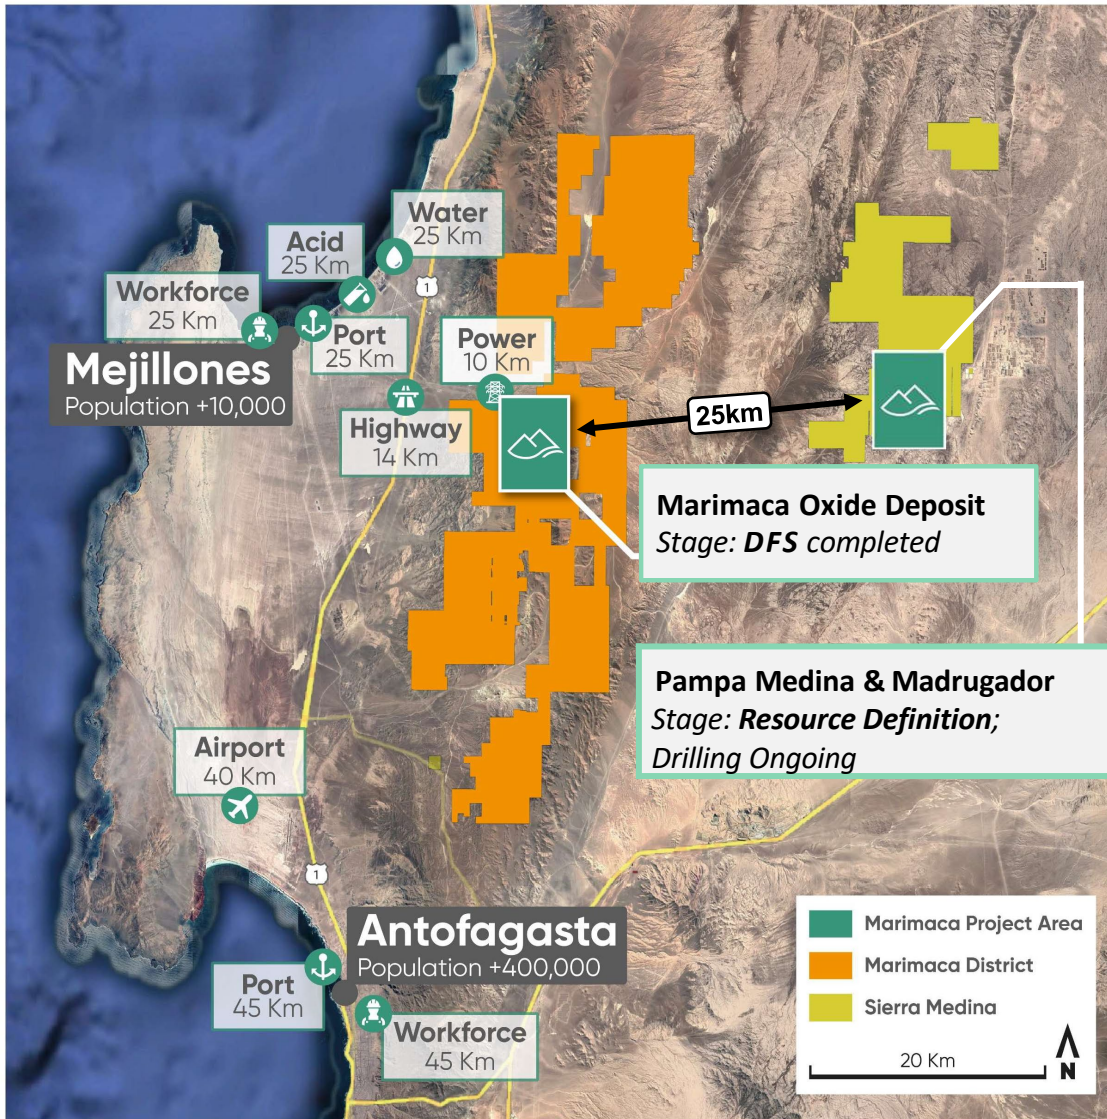 Water
25 Km
Acid
25 Km
Workforce
25 Km
1
Port
25 Km
Power
10 Km
Mejillones
Population +10,000
Highway
14 Km
25km
Marimaca Oxide Deposit
Stage: DFS completed
Pampa Medina & Madrugador
Stage: Resource Definition;
Drilling Ongoing
Airport
40 Km
1
Antofagasta
Population +400,000
Port
45 Km
Workforce
45 Km
Marimaca Project Area
Marimaca District
Sierra Medina
20 Km
N